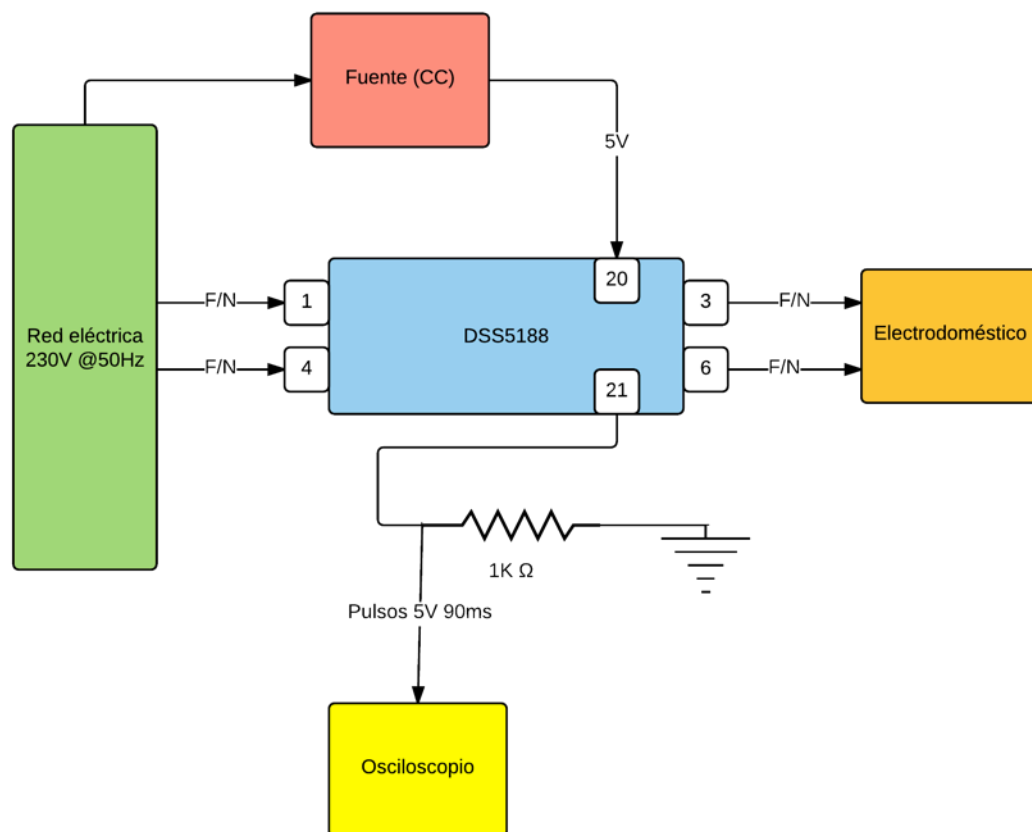 Fuente (CC)
5V
Red eléctrica
230V @50Hz
F/N
F/N
1
4
20
DSS5188
21
3
6
F/N
F/N
Electrodoméstico
1K Ω
Pulsos 5V 90ms
Osciloscopio